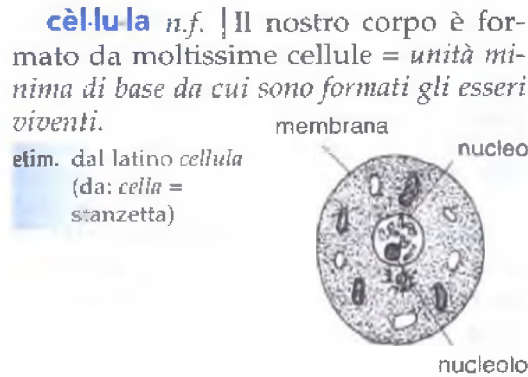 cèl·lu·la n.f. | Il nostro corpo è for-
mato da moltissime cellule = unità mi-
nima di base da cui sono formati gli esseri
viventi.
etim. dal latino cellula
(da: cella =
stanzetta)
membrana
nucleo
nucleolo